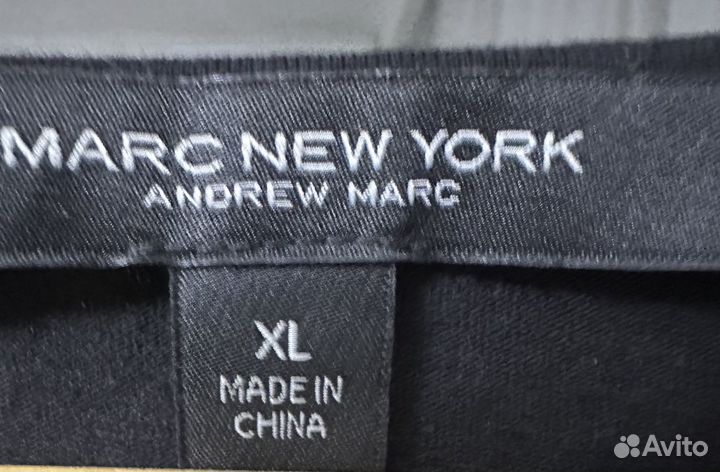 MARC NEW YORK
ANDREW MARC
XL
MADE IN
CHINA
Avito